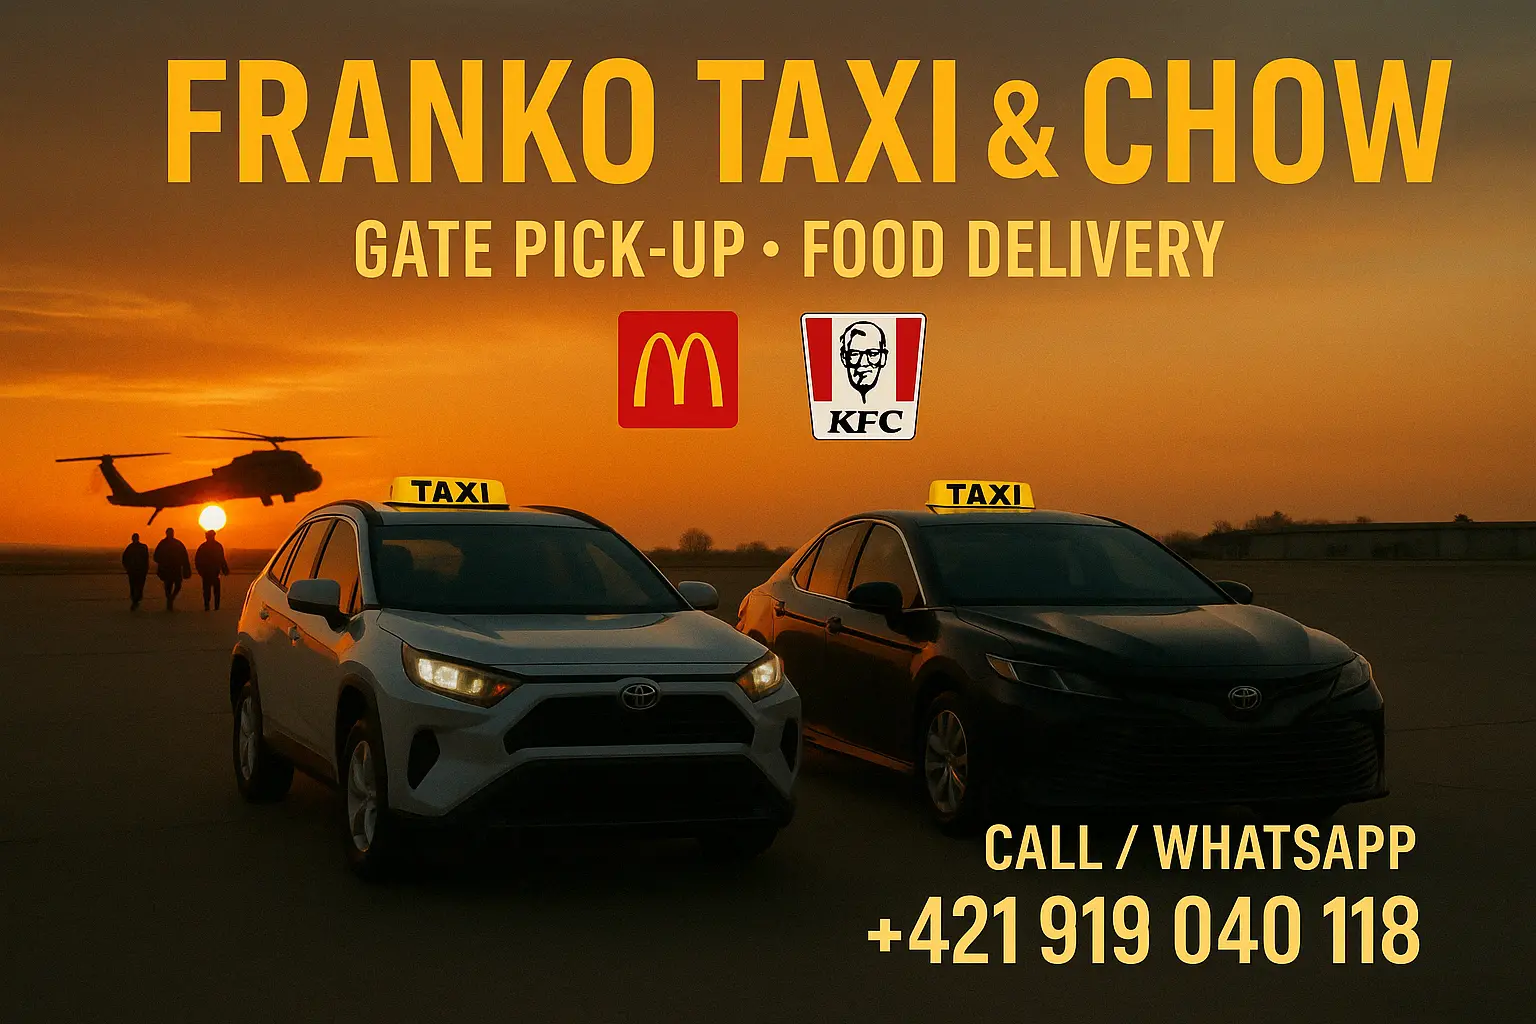 FRANKO TAXI & CHOW
GATE PICK-UP • FOOD DELIVERY
KFC
TAXI
TAXI
CALL / WHATSAPP
+421 919 040 118